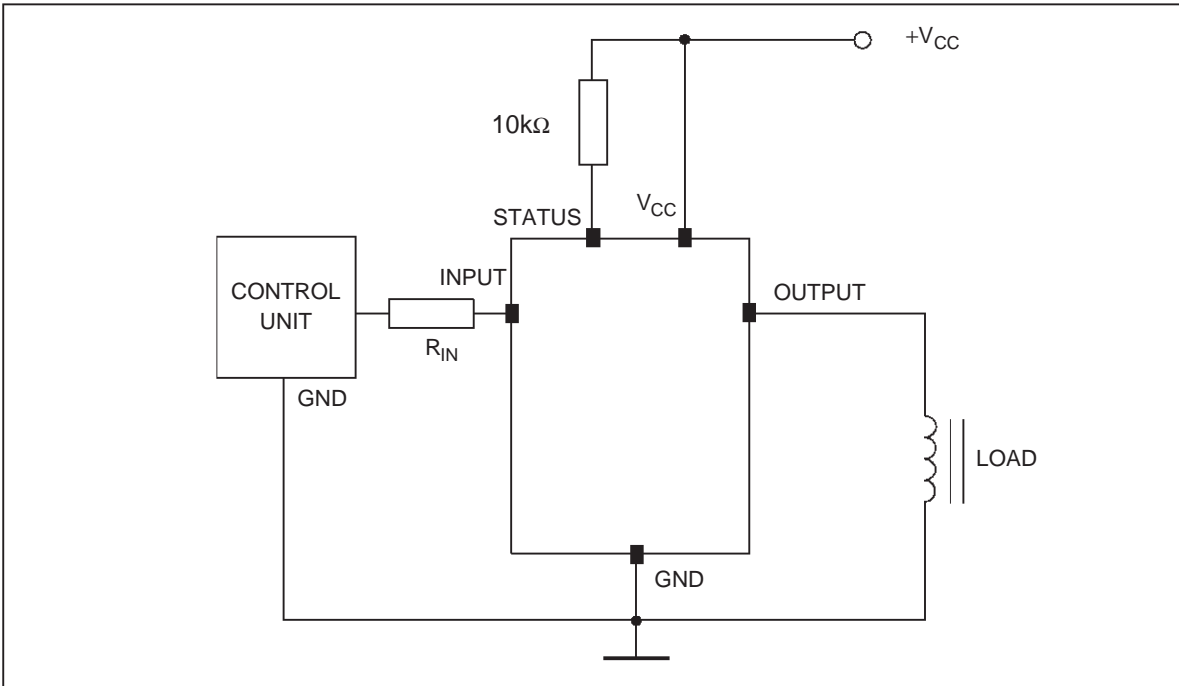 +VCC
10kΩ
STATUS
VCC
INPUT
CONTROL
UNIT
RIN
GND
OUTPUT
LOAD
GND